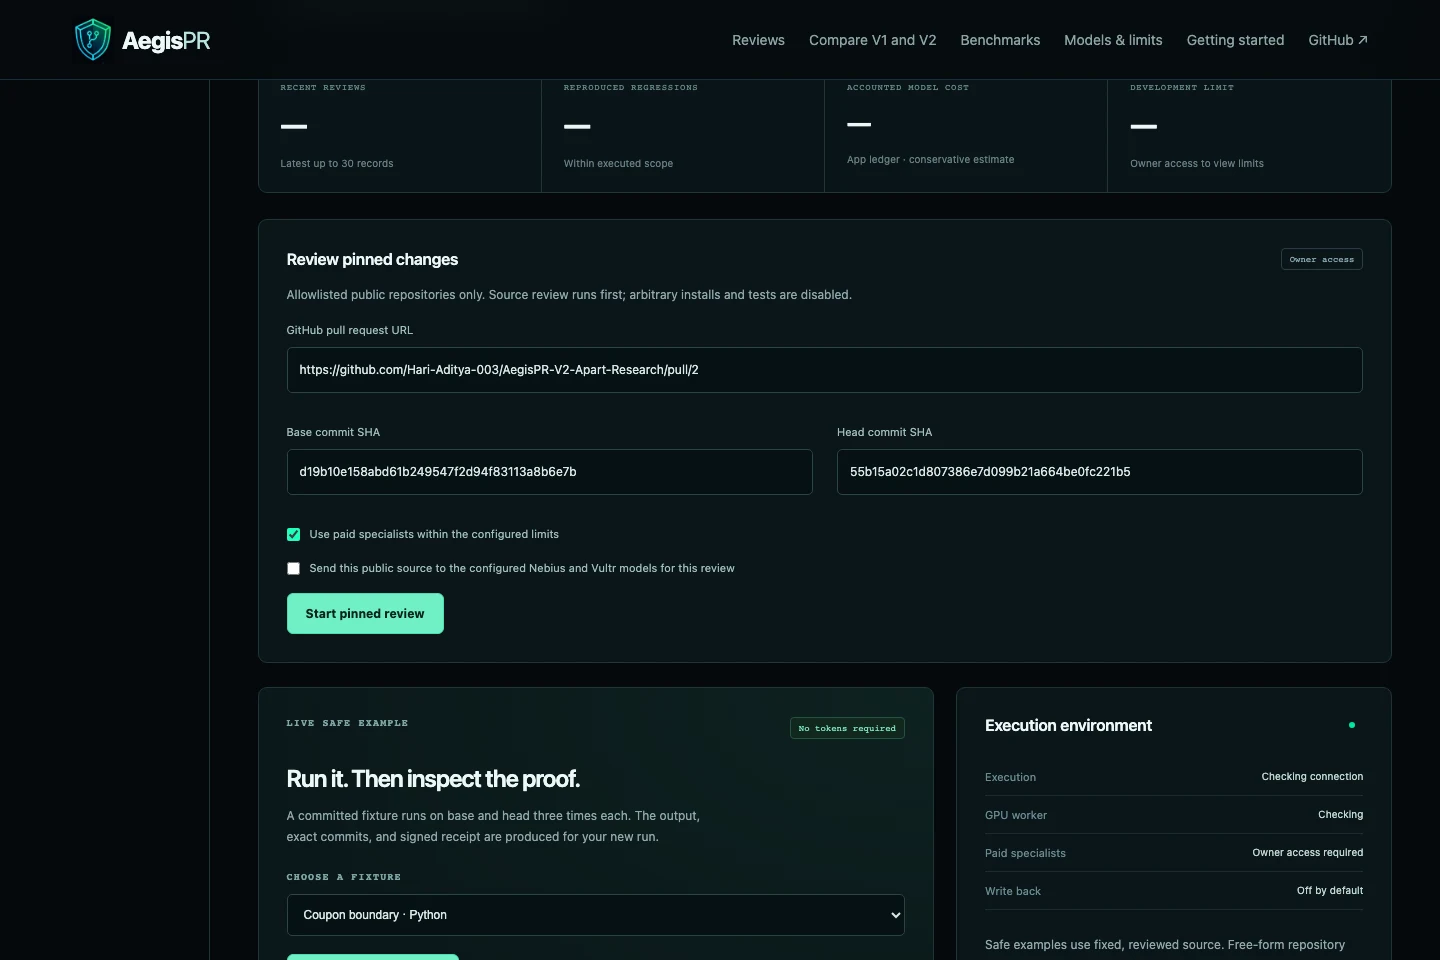 AegisPR
Reviews
Compare V1 and V2
Benchmarks
Models & limits
Getting started
GitHub ↗
RECENT REVIEWS
—
Latest up to 30 records
REPRODUCED REGRESSIONS
—
Within executed scope
ACCOUNTED MODEL COST
—
App ledger · conservative estimate
DEVELOPMENT LIMIT
—
Owner access to view limits
Review pinned changes
Owner access
Allowlisted public repositories only. Source review runs first; arbitrary installs and tests are disabled.
GitHub pull request URL
https://github.com/Hari-Aditya-003/AegisPR-V2-Apart-Research/pull/2
Base commit SHA
d19b10e158abd61b249547f2d94f83113a8b6e7b
Head commit SHA
55b15a02c1d807386e7d099b21a664be0fc221b5
Use paid specialists within the configured limits
Send this public source to the configured Nebius and Vultr models for this review
Start pinned review
LIVE SAFE EXAMPLE
No tokens required
Run it. Then inspect the proof.
A committed fixture runs on base and head three times each. The output,
exact commits, and signed receipt are produced for your new run.
CHOOSE A FIXTURE
Coupon boundary · Python
Execution environment
Execution
Checking connection
GPU worker
Checking
Paid specialists
Owner access required
Write back
Off by default
Safe examples use fixed, reviewed source. Free-form repository